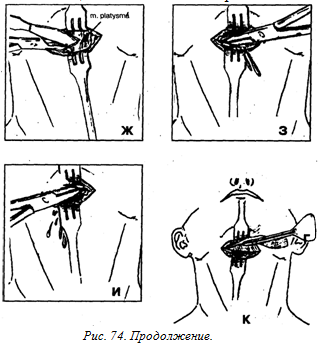 m. platysma
Ж
З
И
К
Рис. 74. Продолжение.